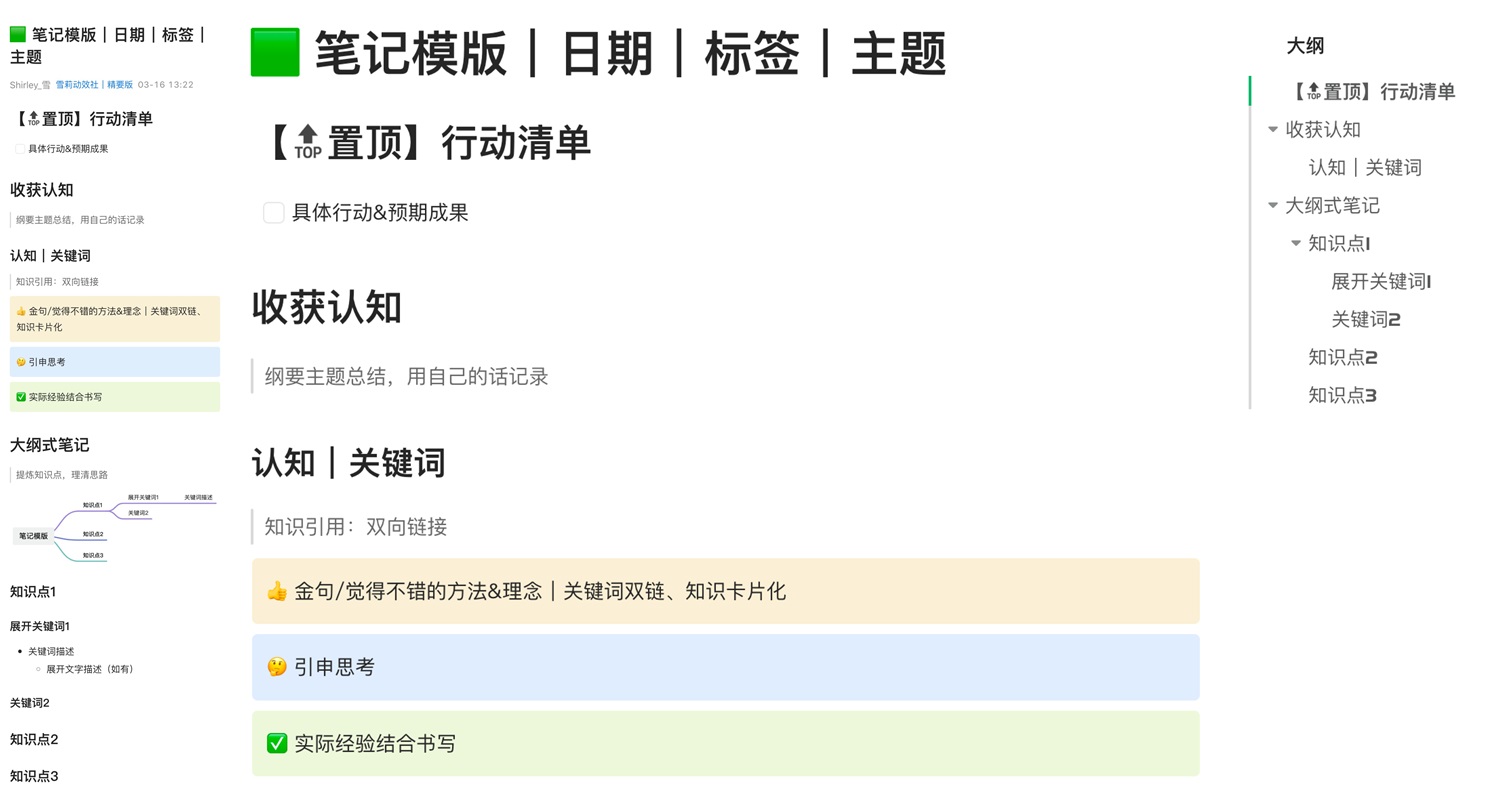 🟩 笔记模版｜日期｜标签｜
主题
Shirley_雪 雪莉动效社｜精要版 03-16 13:22
【🔝置顶】行动清单
具体行动&预期成果
收获认知
纲要主题总结，用自己的话记录
认知｜关键词
知识引用：双向链接
👍 金句/觉得不错的方法&理念｜关键词双链、
知识卡片化
🤔 引申思考
✅ 实际经验结合书写
大纲式笔记
提炼知识点，理清思路
笔记模版
知识点1
展开关键词1
关键词描述
关键词2
知识点2
知识点3
知识点1
展开关键词1
• 关键词描述
◦ 展开文字描述（如有）
关键词2
知识点2
知识点3
🟩 笔记模版｜日期｜标签｜主题
【🔝置顶】行动清单
具体行动&预期成果
收获认知
纲要主题总结，用自己的话记录
认知｜关键词
知识引用：双向链接
👍 金句/觉得不错的方法&理念｜关键词双链、知识卡片化
🤔 引申思考
✅ 实际经验结合书写
大纲
【🔝置顶】行动清单
收获认知
认知｜关键词
大纲式笔记
知识点1
展开关键词1
关键词2
知识点2
知识点3